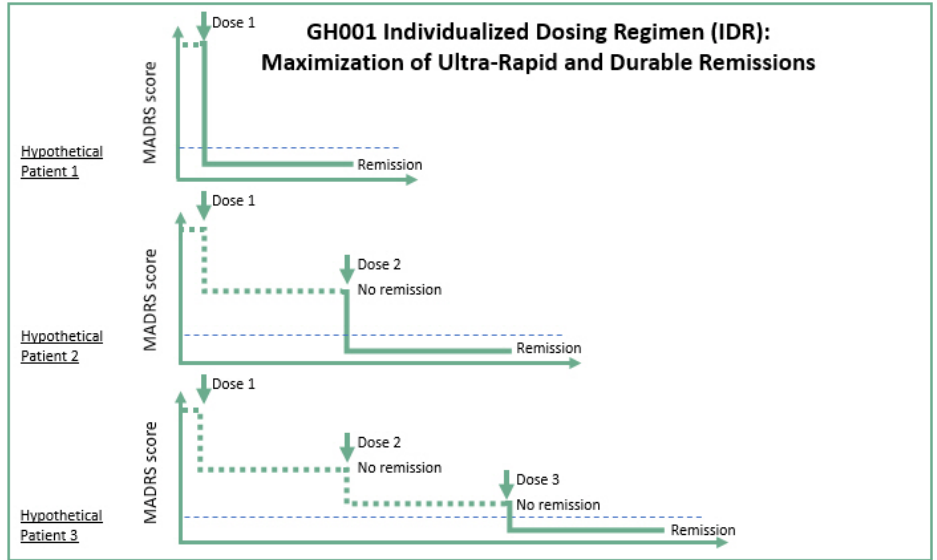 Dose 1
GH001 Individualized Dosing Regimen (IDR):
Maximization of Ultra-Rapid and Durable Remissions
MADRS score
Hypothetical
Patient 1
Remission
Dose 1
MADRS score
Dose 2
No remission
Hypothetical
Patient 2
Remission
Dose 1
MADRS score
Dose 2
No remission
Dose 3
No remission
Hypothetical
Patient 3
Remission